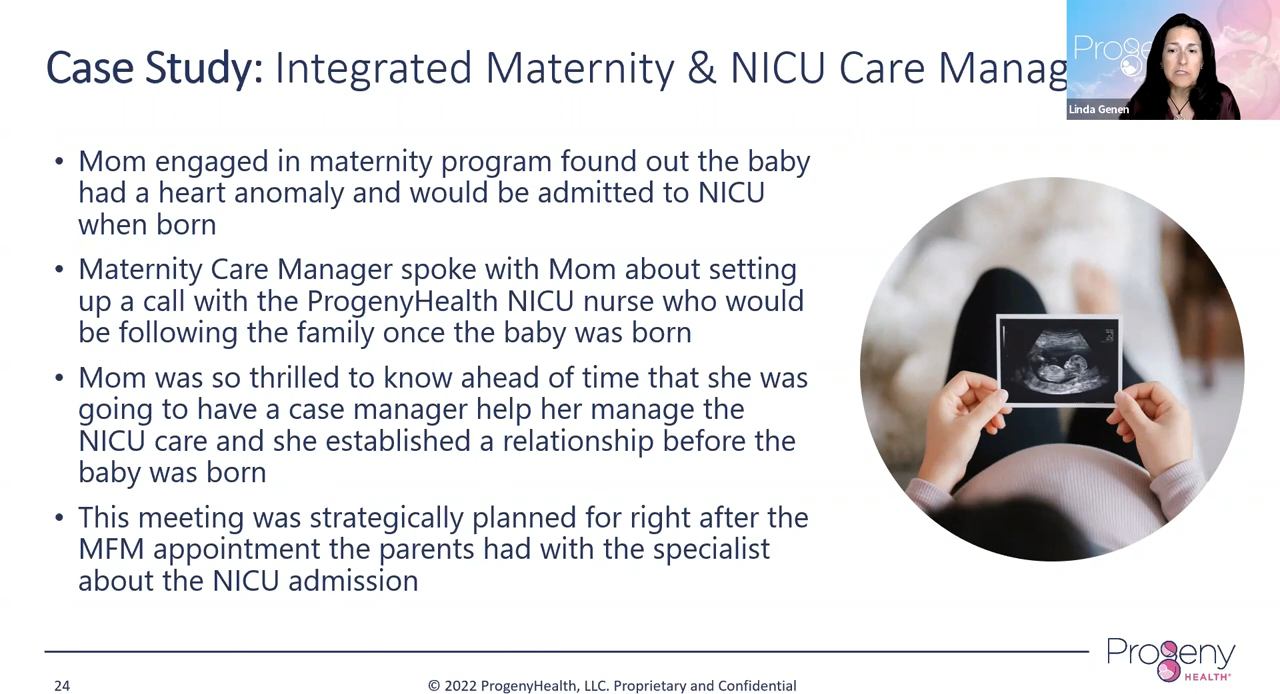 Case Study: Integrated Maternity & NICU Care Manag
Proge
Linda Genen
• Mom engaged in maternity program found out the baby
had a heart anomaly and would be admitted to NICU
when born
• Maternity Care Manager spoke with Mom about setting
up a call with the ProgenyHealth NICU nurse who would
be following the family once the baby was born
• Mom was so thrilled to know ahead of time that she was
going to have a case manager help her manage the
NICU care and she established a relationship before the
baby was born
• This meeting was strategically planned for right after the
MFM appointment the parents had with the specialist
about the NICU admission
24
© 2022 ProgenyHealth, LLC. Proprietary and Confidential
Progeny
HEALTH®